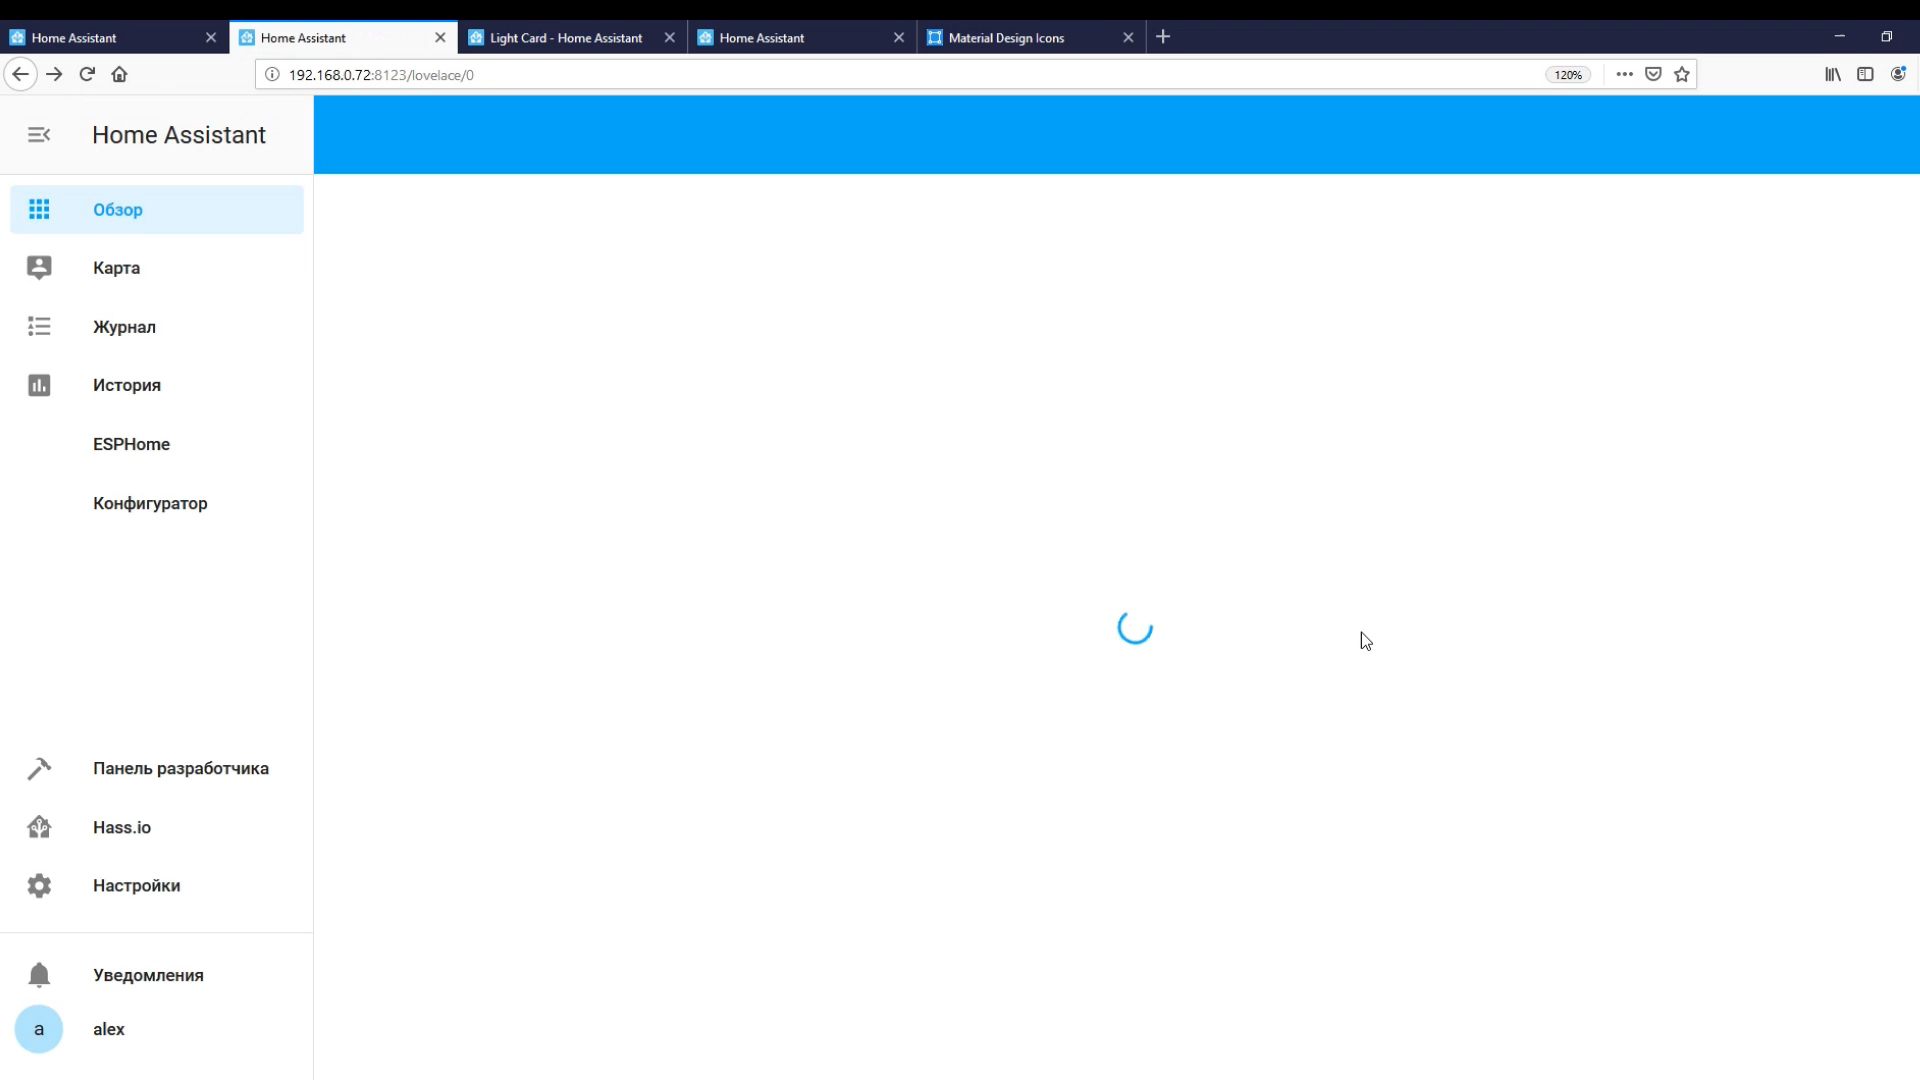 Home Assistant
Home Assistant
Light Card - Home Assistant
Home Assistant
Material Design Icons
192.168.0.72:8123/lovelace/0
120%
Home Assistant
Обзор
Карта
Журнал
История
ESPHome
Конфигуратор
Панель разработчика
Hass.io
Настройки
Уведомления
a
alex